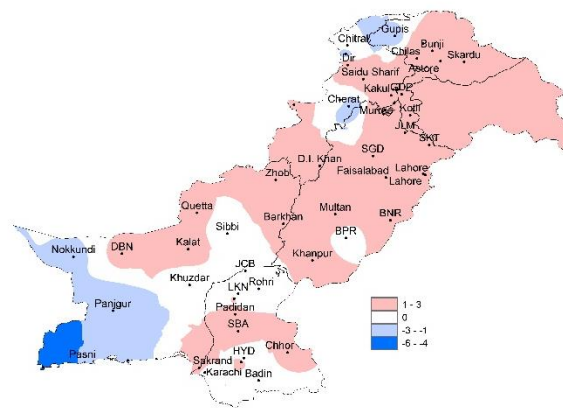 Gupis
Chitral
Bunji
Chilas
Skardu
Dir
Astore
Saidu Sharif
Kakul
GDP
Cherat
Murree
Kotli
JLM
SKT
SGD
D.I. Khan
Zhob
Faisalabad
Lahore
Lahore
Quetta
Multan
Barkhan
BNR
Sibbi
BPR
Nokkundi
DBN
Kalat
Khanpur
JCB
Khuzdar
Rohri
LKN
Panjgur
Padidan
SBA
1 - 3
0
-3 - -1
-6 - -4
Pasni
HYD
Chhor
Sakrand
Karachi
Badin